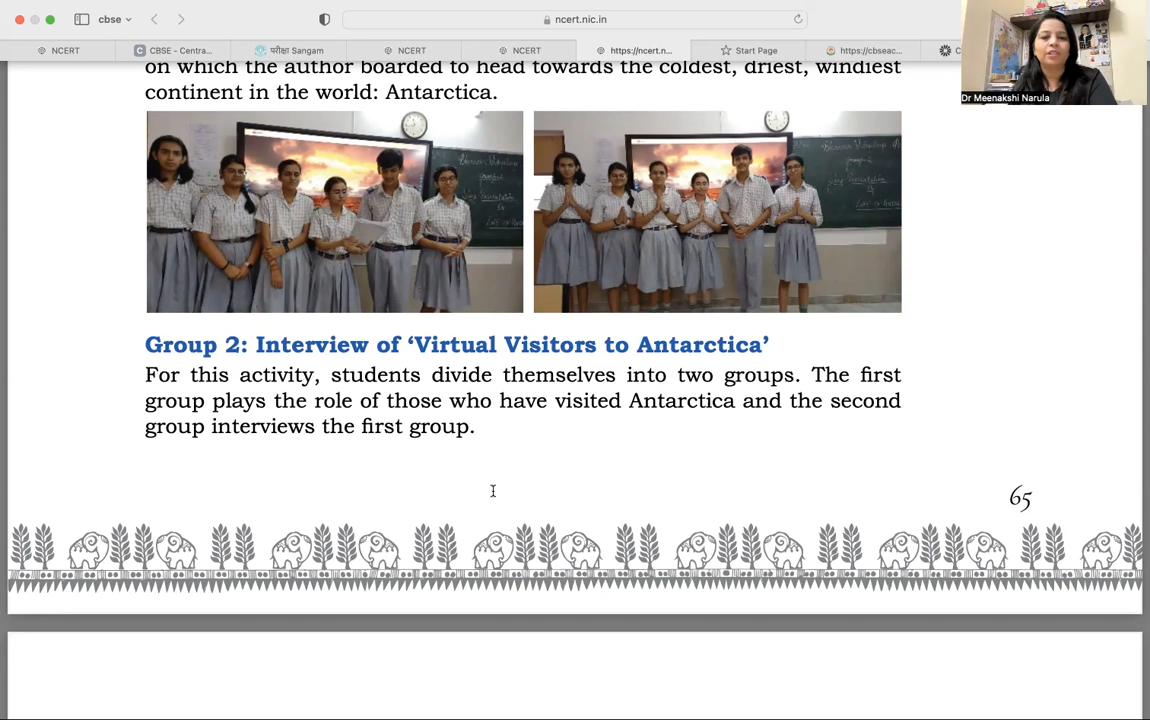 cbse
ncert.nic.in
NCERT
CBSE - Centra...
परीक्षा Sangam
NCERT
NCERT
https://ncert.n...
Start Page
https://cbseac...
C
Dr Meenakshi Narula
on which the author boarded to head towards the coldest, driest, windiest
continent in the world: Antarctica.
Group 2: Interview of ‘Virtual Visitors to Antarctica’
For this activity, students divide themselves into two groups. The first
group plays the role of those who have visited Antarctica and the second
group interviews the first group.
65